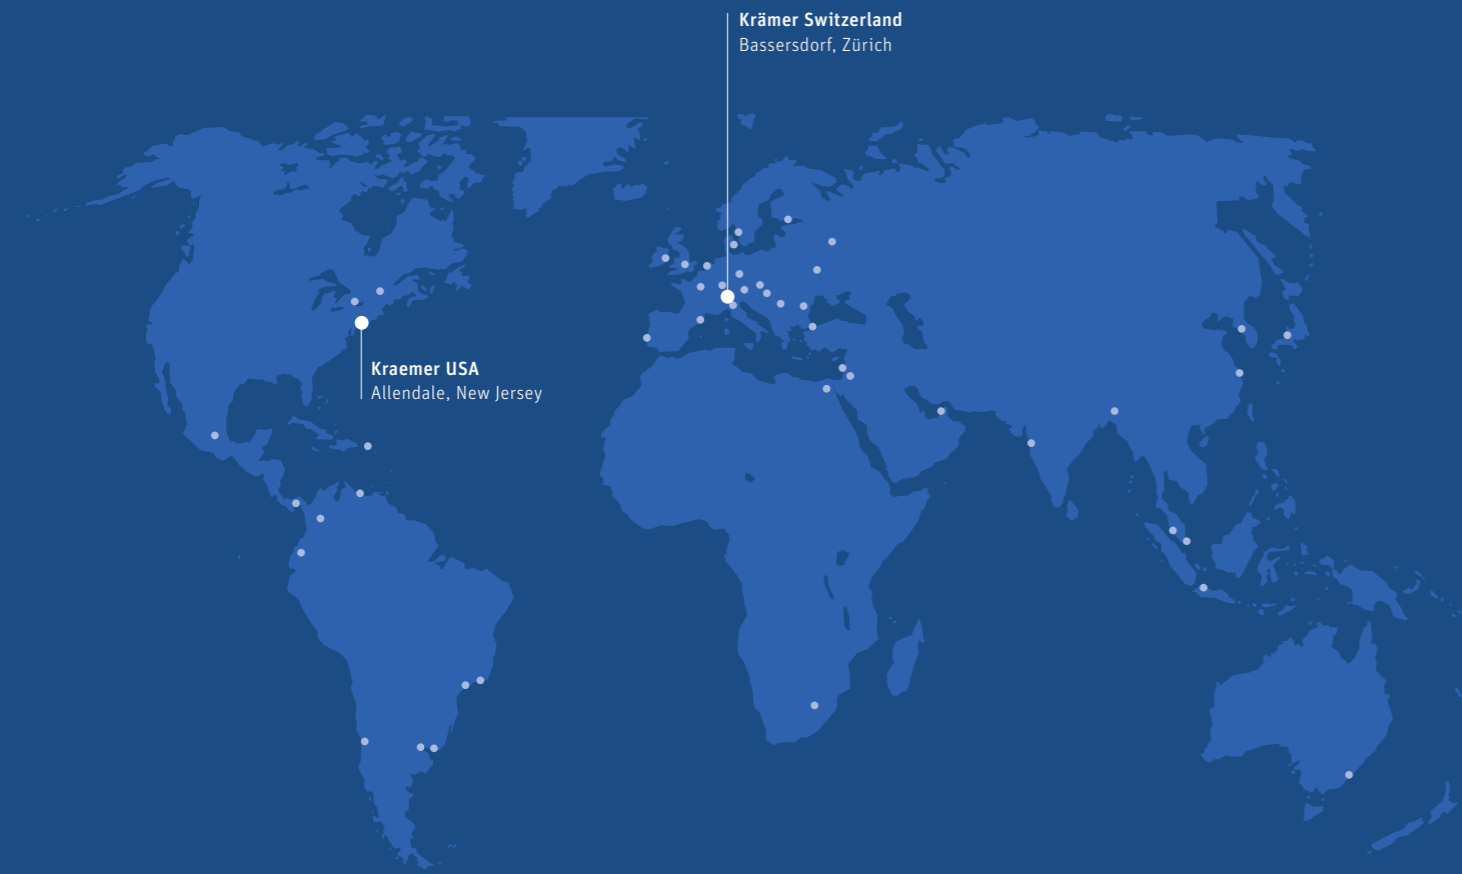 Krämer Switzerland
Bassersdorf, Zürich
Kraemer USA
Allendale, New Jersey